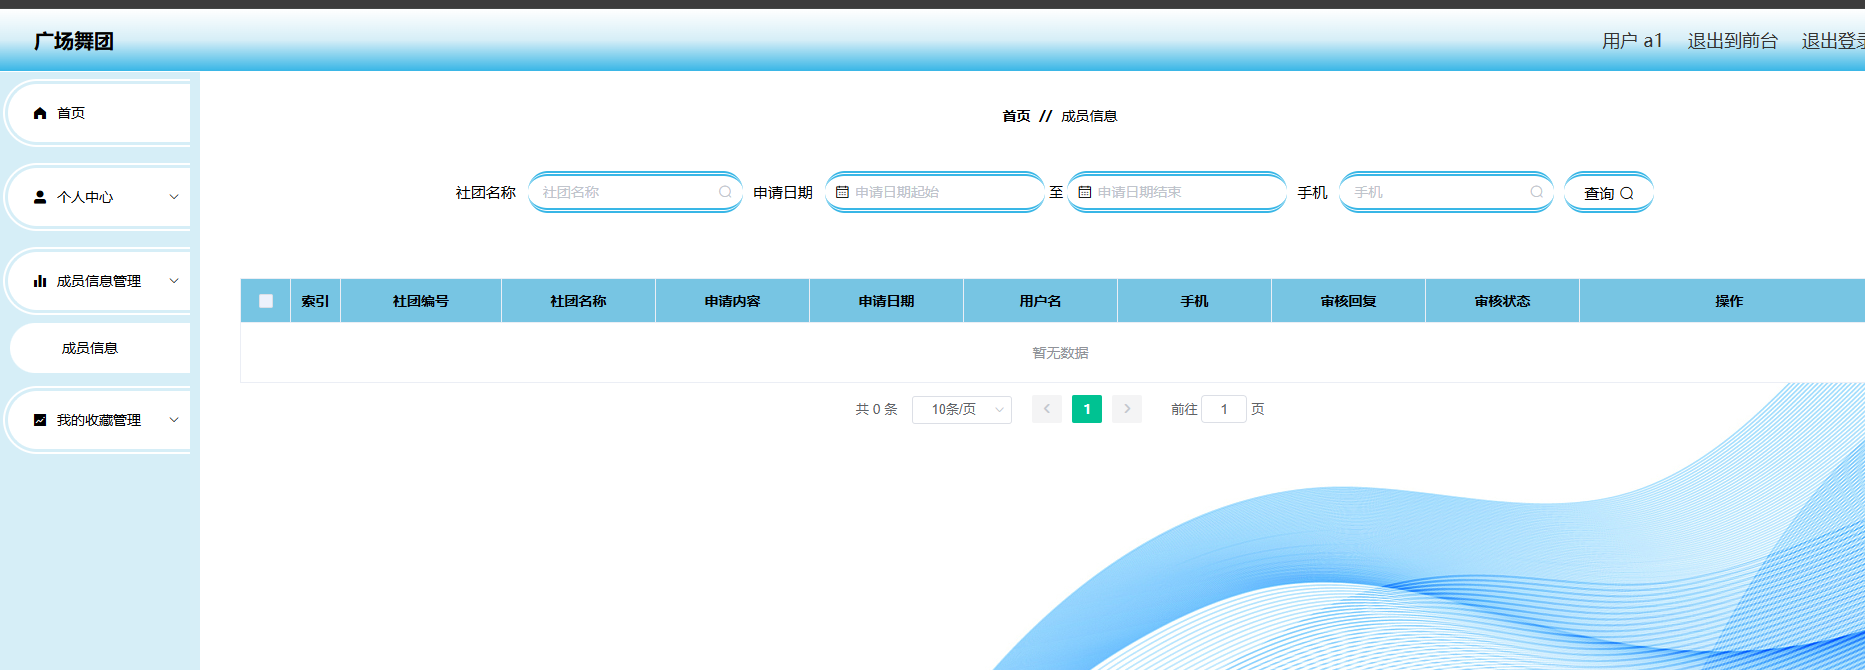 广场舞团
用户 a1 退出到前台 退出登录
首页
个人中心
成员信息管理
成员信息
我的收藏管理
首页 // 成员信息
社团名称 社团名称 申请日期 申请日期起始 至 申请日期结束 手机 手机 查询
索引 社团编号 社团名称 申请内容 申请日期 用户名 手机 审核回复 审核状态 操作
暂无数据
共 0 条 10条/页 1 前往 1 页